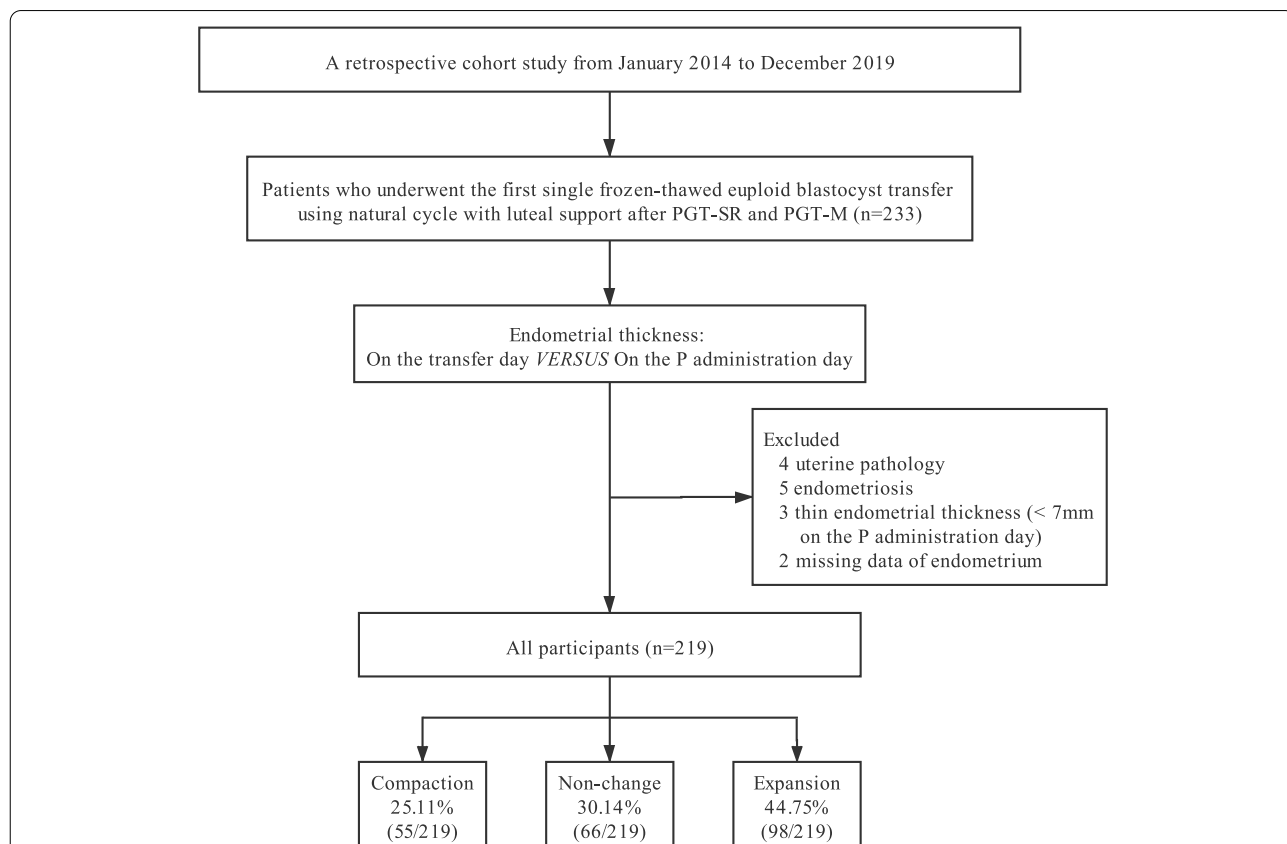 A retrospective cohort study from January 2014 to December 2019
Patients who underwent the first single frozen-thawed euploid blastocyst transfer
using natural cycle with luteal support after PGT-SR and PGT-M (n=233)
Endometrial thickness:
On the transfer day VERSUS On the P administration day
Excluded
4 uterine pathology
5 endometriosis
3 thin endometrial thickness (< 7mm
on the P administration day)
2 missing data of endometrium
All participants (n=219)
Compaction
25.11%
(55/219)
Non-change
30.14%
(66/219)
Expansion
44.75%
(98/219)